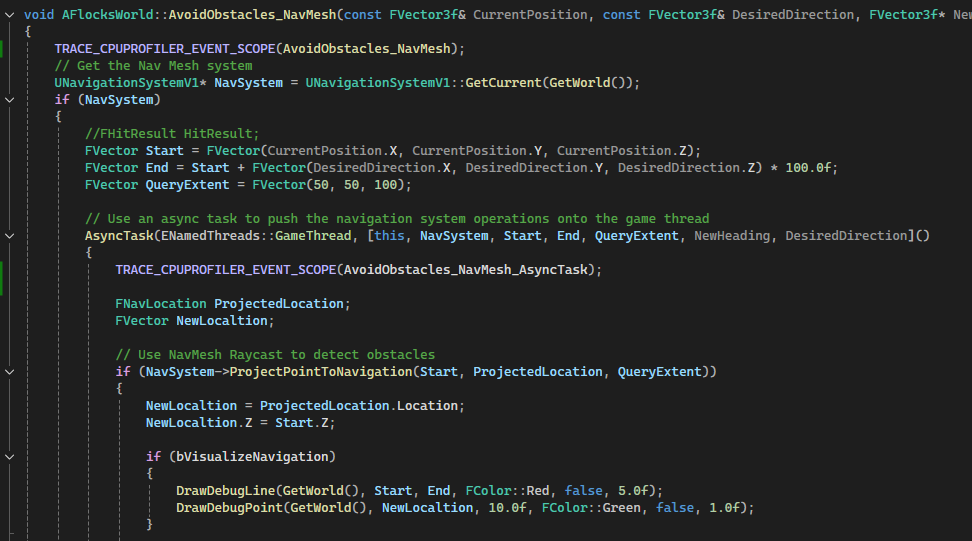 void AFlocksWorld::AvoidObstacles_NavMesh(const FVector3f& CurrentPosition, const FVector3f& DesiredDirection, FVector3f*
{
TRACE_CPUPROFILER_EVENT_SCOPE(AvoidObstacles_NavMesh);
// Get the Nav Mesh system
UNavigationSystemV1* NavSystem = UNavigationSystemV1::GetCurrent(GetWorld());
if (NavSystem)
{
//FHitResult HitResult;
FVector Start = FVector(CurrentPosition.X, CurrentPosition.Y, CurrentPosition.Z);
FVector End = Start + FVector(DesiredDirection.X, DesiredDirection.Y, DesiredDirection.Z) * 100.0f;
FVector QueryExtent = FVector(50, 50, 100);
// Use an async task to push the navigation system operations onto the game thread
AsyncTask(ENamedThreads::GameThread, [this, NavSystem, Start, End, QueryExtent, NewHeading, DesiredDirection]()
{
TRACE_CPUPROFILER_EVENT_SCOPE(AvoidObstacles_NavMesh_AsyncTask);
FNavLocation ProjectedLocation;
FVector NewLocaltion;
// Use NavMesh Raycast to detect obstacles
if (NavSystem->ProjectPointToNavigation(Start, ProjectedLocation, QueryExtent))
{
NewLocaltion = ProjectedLocation.Location;
NewLocaltion.Z = Start.Z;
if (bVisualizeNavigation)
{
DrawDebugLine(GetWorld(), Start, End, FColor::Red, false, 5.0f);
DrawDebugPoint(GetWorld(), NewLocaltion, 10.0f, FColor::Green, false, 1.0f);
}